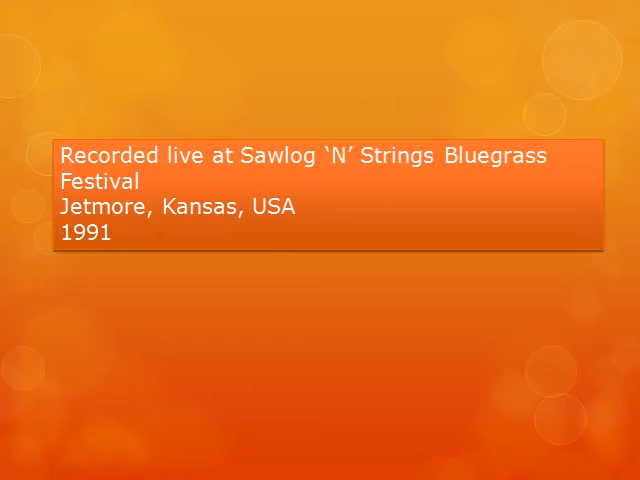 Recorded live at Sawlog ‘N’ Strings Bluegrass
Festival
Jetmore, Kansas, USA
1991